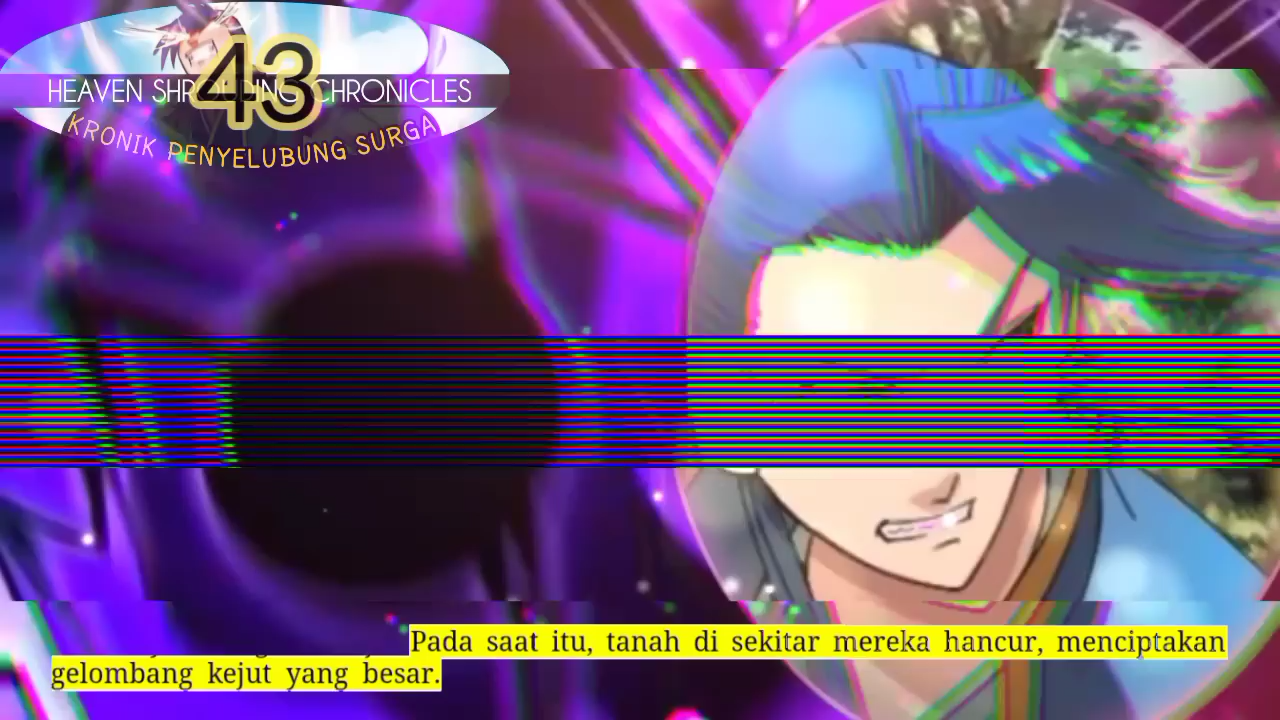 43
HEAVEN SHROUDING CHRONICLES
KRONIK PENYELUBUNG SURGA
Pada saat itu, tanah di sekitar mereka hancur, menciptakan
gelombang kejut yang besar.